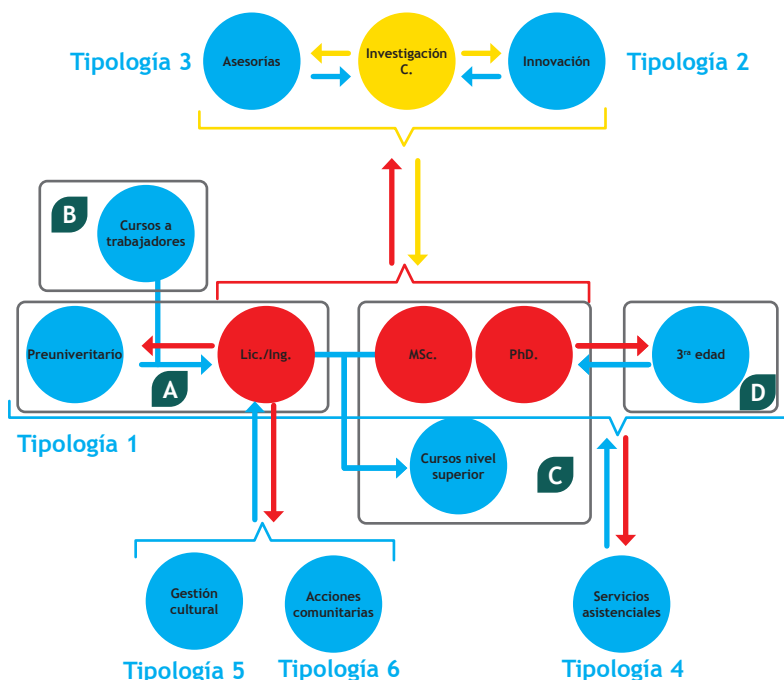 Tipología 3
Asesorías
Investigación
C.
Innovación
Tipología 2
B
Cursos a
trabajadores
Preuniveritario
A
Lic./Ing.
MSc.
PhD.
3ra edad
D
Tipología 1
Cursos nivel
superior
C
Gestión
cultural
Acciones
comunitarias
Servicios
asistenciales
Tipología 5
Tipología 6
Tipología 4